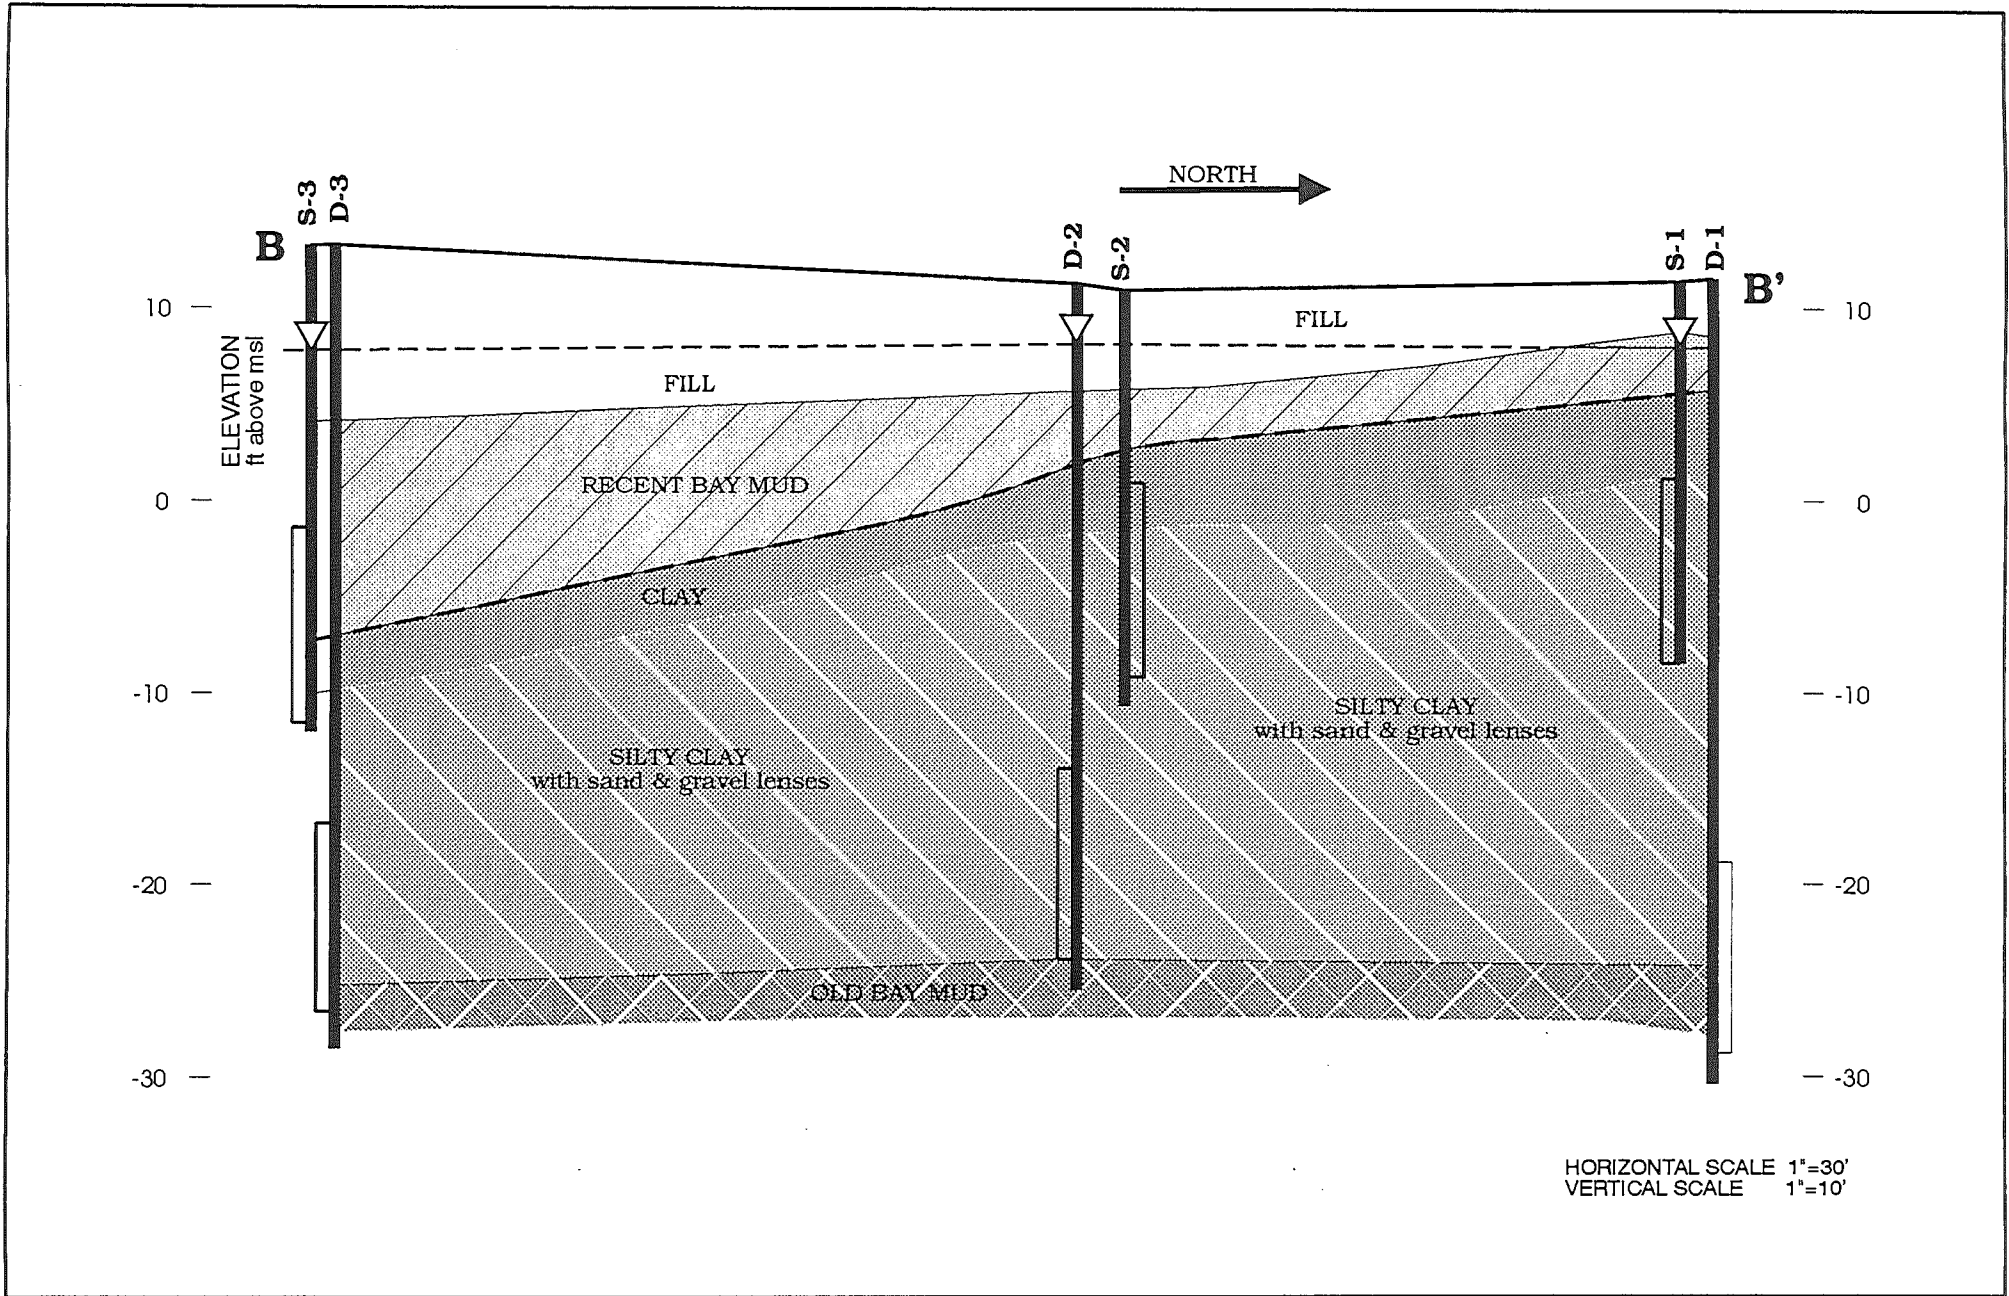 NORTH
S-3
D-3
B
D-2
S-2
S-1
D-1
B’
10
10
FILL
ELEVATION
ft above msl
FILL
RECENT BAY MUD
0
0
CLAY
-10
-10
SILTY CLAY
with sand & gravel lenses
SILTY CLAY
with sand & gravel lenses
-20
-20
OLD BAY MUD
-30
-30
HORIZONTAL SCALE 1"=30'
VERTICAL SCALE 1"=10'